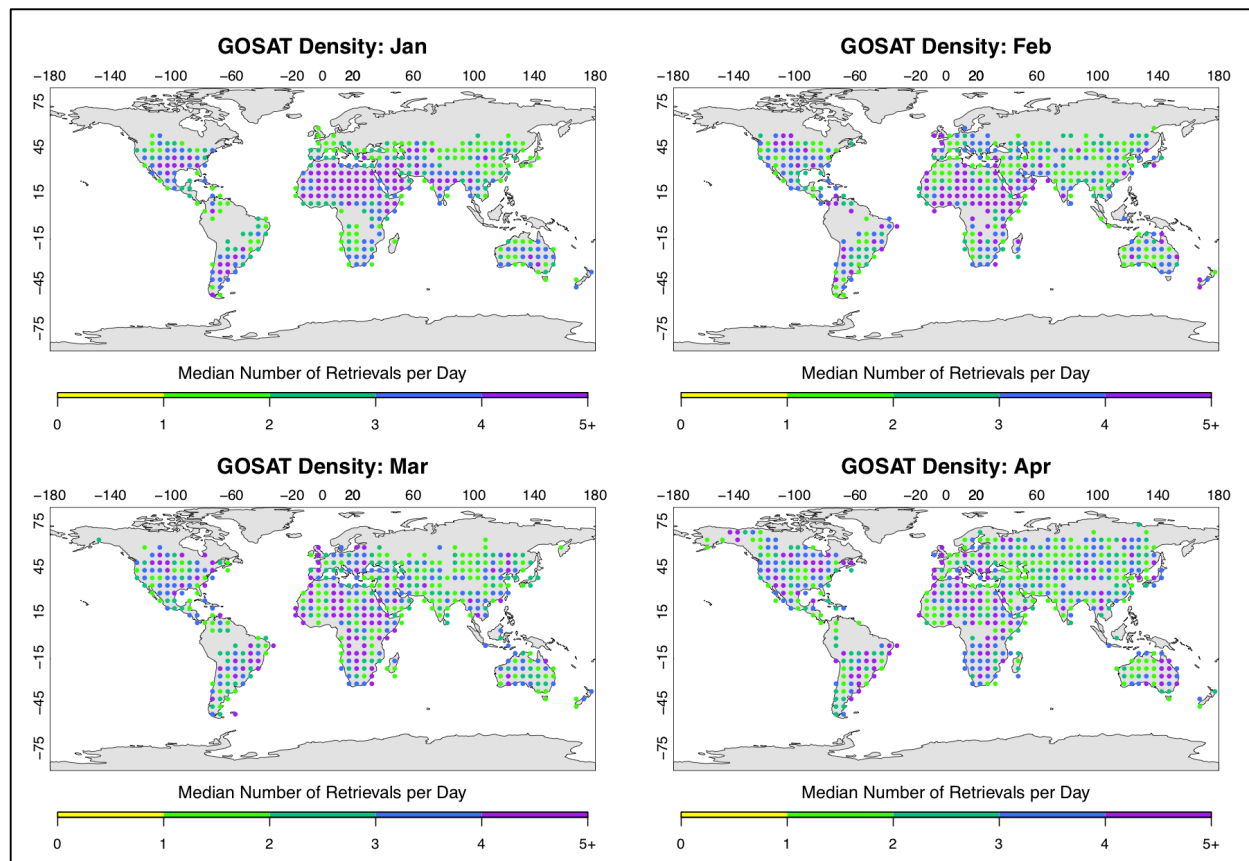 GOSAT Density: Jan
−180 −140 −100 −60 −20 0 20 60 100 140 180
75
45
15
−15
−45
−75
Median Number of Retrievals per Day
0 1 2 3 4 5+
GOSAT Density: Feb
−180 −140 −100 −60 −20 0 20 60 100 140 180
75
45
15
−15
−45
−75
Median Number of Retrievals per Day
0 1 2 3 4 5+
GOSAT Density: Mar
−180 −140 −100 −60 −20 0 20 60 100 140 180
75
45
15
−15
−45
−75
Median Number of Retrievals per Day
0 1 2 3 4 5+
GOSAT Density: Apr
−180 −140 −100 −60 −20 0 20 60 100 140 180
75
45
15
−15
−45
−75
Median Number of Retrievals per Day
0 1 2 3 4 5+